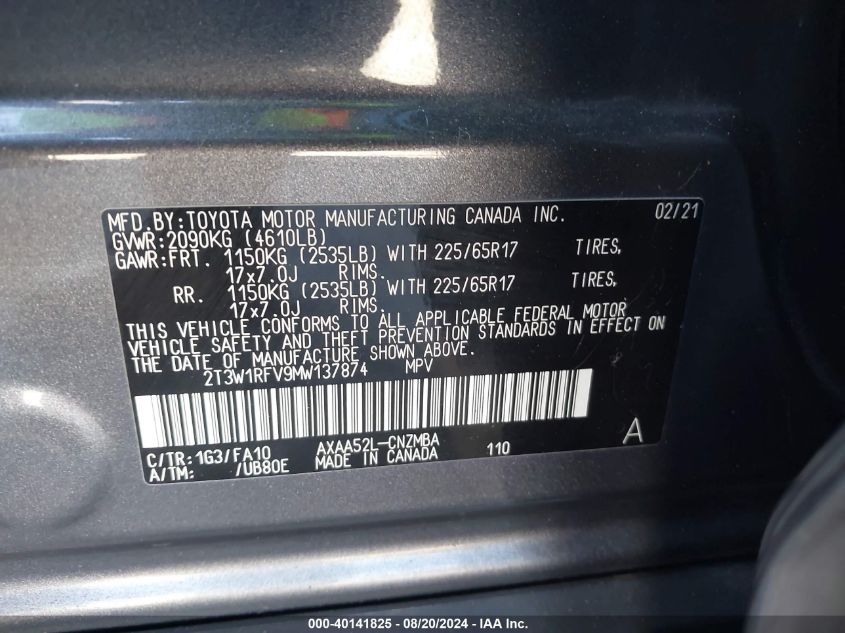 MFD.BY:TOYOTA MOTOR MANUFACTURING CANADA INC. 02/21
GVWR:2090KG (4610LB)
GAWR:FRT. 1150KG (2535LB) WITH 225/65R17 TIRES,
17x7.0J RIMS.
RR. 1150KG (2535LB) WITH 225/65R17 TIRES,
17x7.0J RIMS.
THIS VEHICLE CONFORMS TO ALL APPLICABLE FEDERAL MOTOR
VEHICLE SAFETY AND THEFT PREVENTION STANDARDS IN EFFECT ON
THE DATE OF MANUFACTURE SHOWN ABOVE.
2T3W1RFV9MW137874 MPV
A
C/TR:1G3/FA10 AXAA52L-CNZMBA 110
A/TM: /UB80E MADE IN CANADA
000-40141825 - 08/20/2024 - IAA Inc.